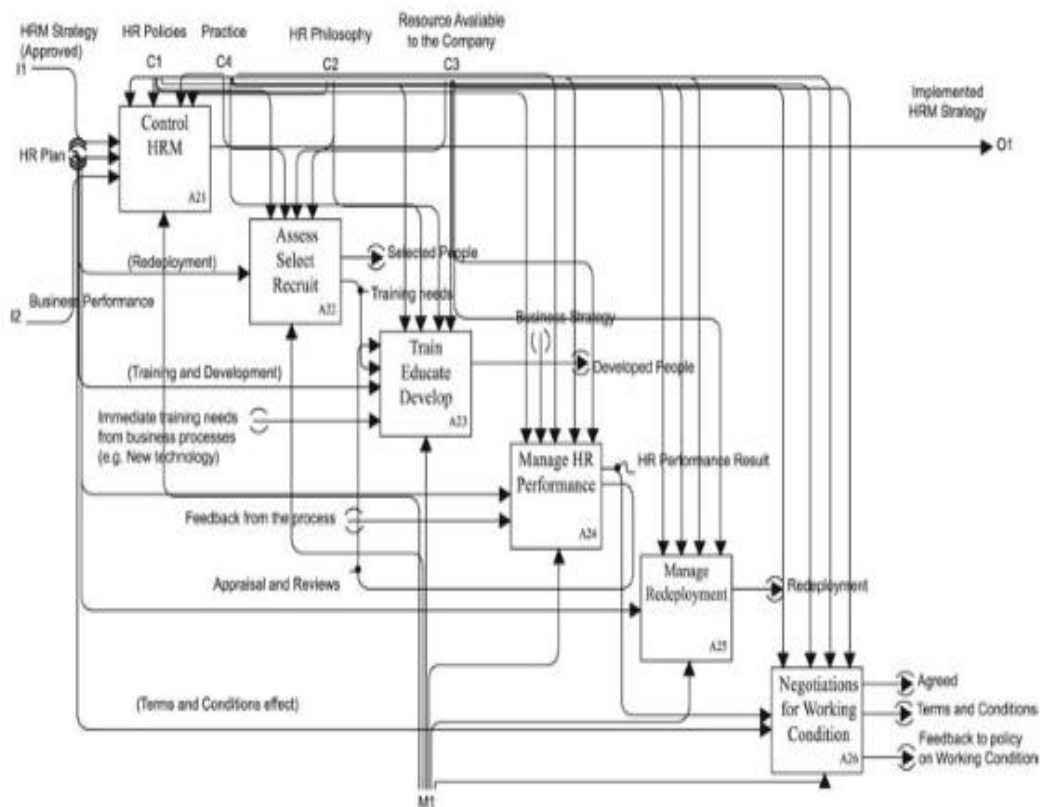 HRM Strategy
(Approved)
I1
HR Policies
C1
Practice
C4
HR Philosophy
C2
Resource Available
to the Company
C3
Implemented
HRM Strategy
O1
HR Plan
Control
HRM
A21
(Redeployment)
Assess
Select
Recruit
A22
Selected People
Training needs
I2
Business Performance
Business Strategy
Train
Educate
Develop
A23
Developed People
(Training and Development)
Immediate training needs
from business processes
(e.g. New technology)
Manage HR
Performance
A24
HR Performance Result
Feedback from the process
Appraisal and Reviews
Manage
Redeployment
A25
Redeployment
(Terms and Conditions effect)
Negotiations
for Working
Condition
A26
Agreed
Terms and Conditions
Feedback to policy
on Working Condition
M1